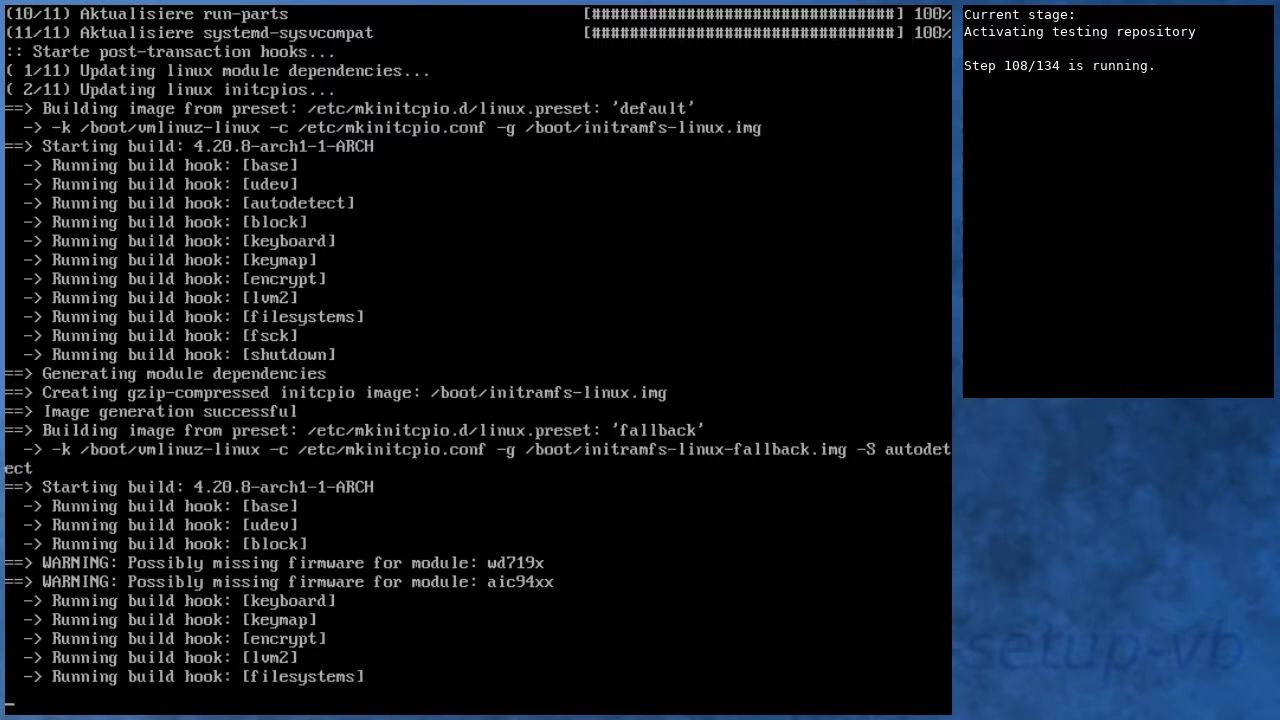 (10/11) Aktualisiere run-parts [################################] 100%
(11/11) Aktualisiere systemd-sysvcompat [################################] 100%
:: Starte post-transaction hooks...
( 1/11) Updating linux module dependencies...
( 2/11) Updating linux initcpios...
==> Building image from preset: /etc/mkinitcpio.d/linux.preset: 'default'
  -> -k /boot/vmlinuz-linux -c /etc/mkinitcpio.conf -g /boot/initramfs-linux.img
==> Starting build: 4.20.8-arch1-1-ARCH
  -> Running build hook: [base]
  -> Running build hook: [udev]
  -> Running build hook: [autodetect]
  -> Running build hook: [block]
  -> Running build hook: [keyboard]
  -> Running build hook: [keymap]
  -> Running build hook: [encrypt]
  -> Running build hook: [lvm2]
  -> Running build hook: [filesystems]
  -> Running build hook: [fsck]
  -> Running build hook: [shutdown]
==> Generating module dependencies
==> Creating gzip-compressed initcpio image: /boot/initramfs-linux.img
==> Image generation successful
==> Building image from preset: /etc/mkinitcpio.d/linux.preset: 'fallback'
  -> -k /boot/vmlinuz-linux -c /etc/mkinitcpio.conf -g /boot/initramfs-linux-fallback.img -S autodet
ect
==> Starting build: 4.20.8-arch1-1-ARCH
  -> Running build hook: [base]
  -> Running build hook: [udev]
  -> Running build hook: [block]
==> WARNING: Possibly missing firmware for module: wd719x
==> WARNING: Possibly missing firmware for module: aic94xx
  -> Running build hook: [keyboard]
  -> Running build hook: [keymap]
  -> Running build hook: [encrypt]
  -> Running build hook: [lvm2]
  -> Running build hook: [filesystems]
_
Current stage:
Activating testing repository
Step 108/134 is running.
-setup-vb